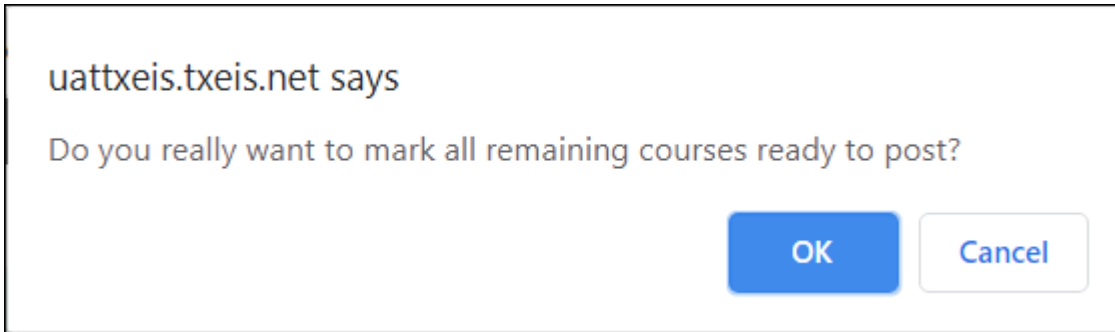 uattxeis.txeis.net says
Do you really want to mark all remaining courses ready to post?
OK
Cancel